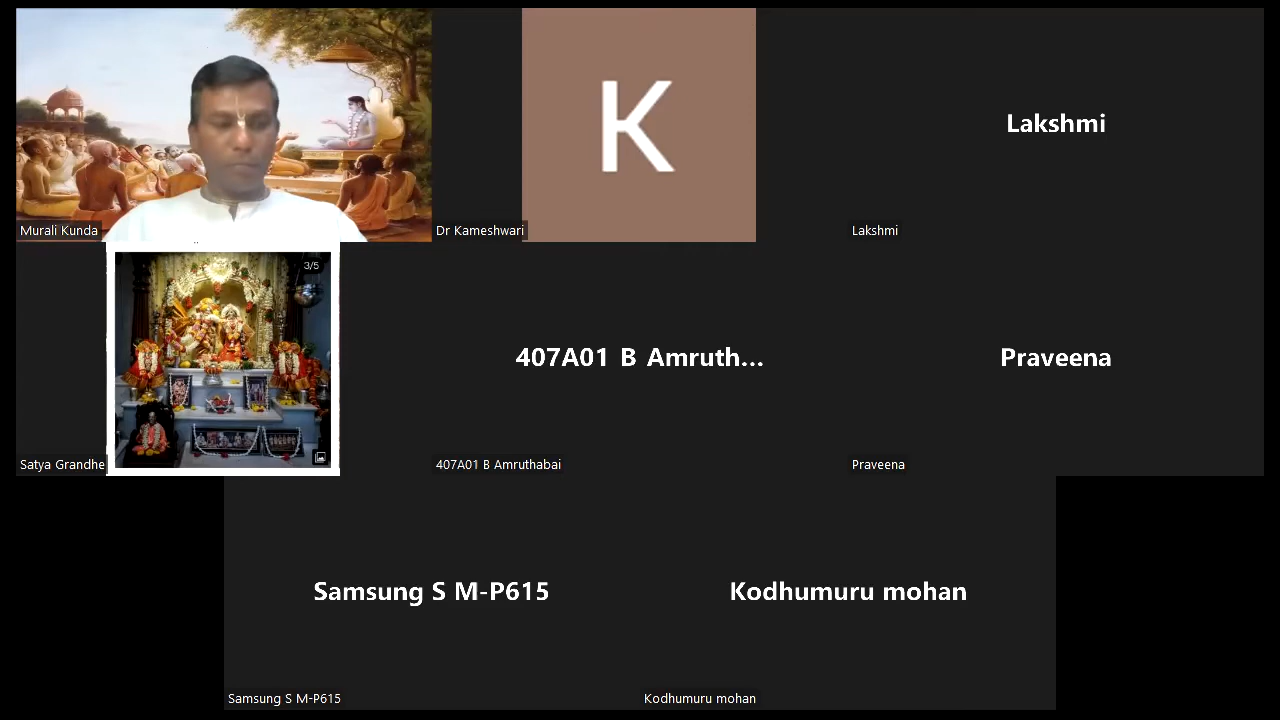 K
Lakshmi
Murali Kunda
Dr Kameshwari
Lakshmi
3/5
407A01 B Amruth...
Praveena
Satya Grandhe
407A01 B Amruthabai
Praveena
Samsung S M-P615
Kodhumuru mohan
Samsung S M-P615
Kodhumuru mohan